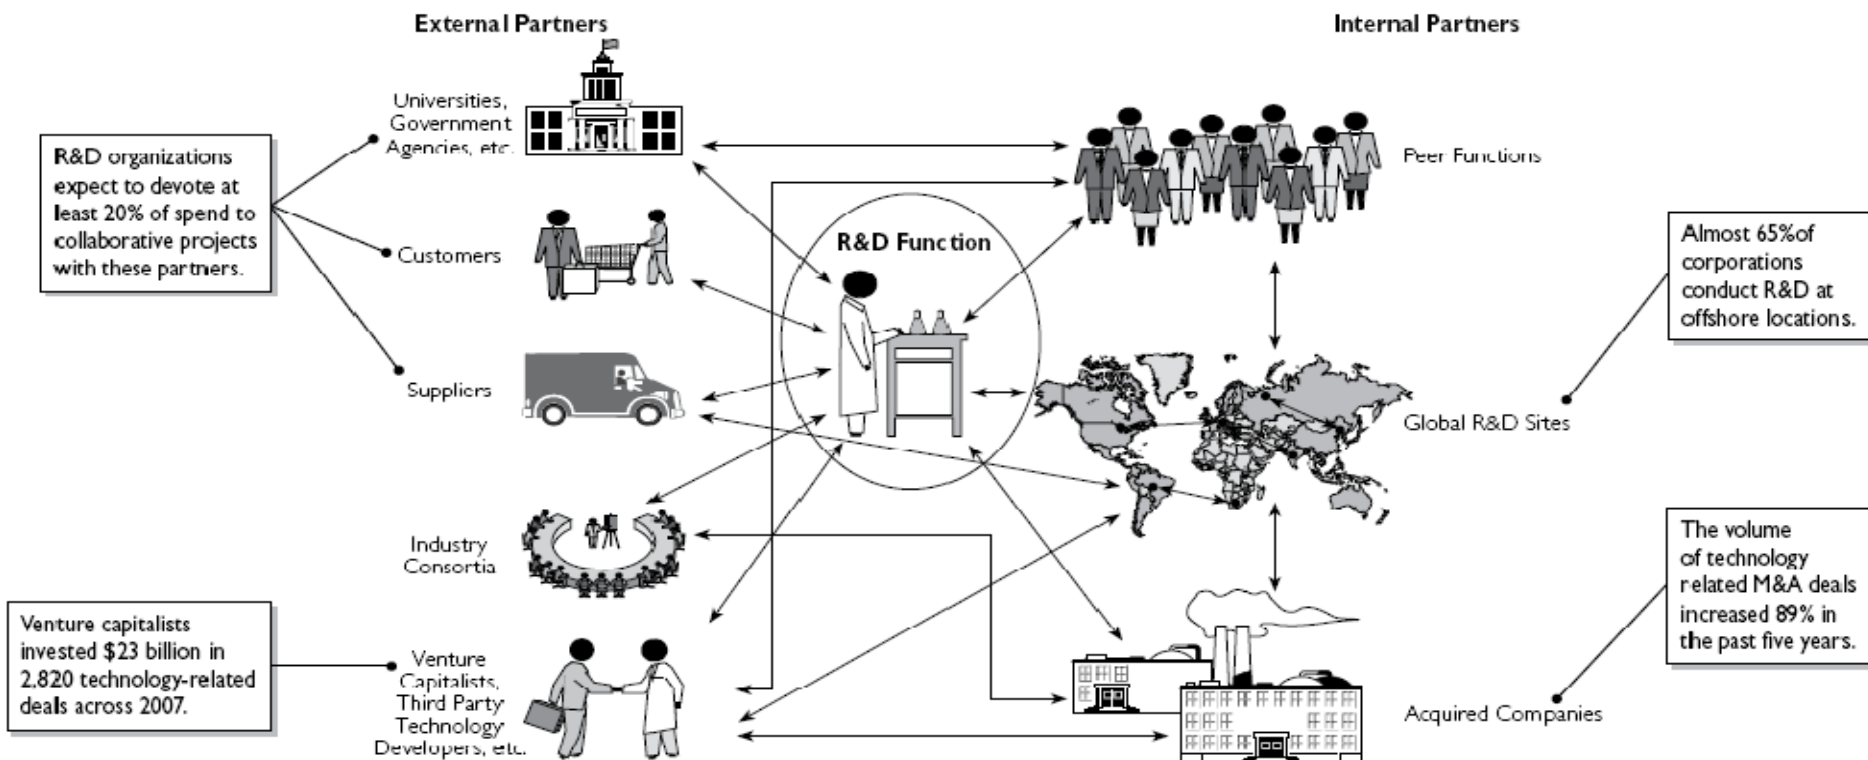 External Partners
Internal Partners
Universities,
Government
Agencies, etc.
R&D organizations
expect to devote at
least 20% of spend to
collaborative projects
with these partners.
Customers
Suppliers
Industry
Consortia
Venture capitalists
invested $23 billion in
2,820 technology-related
deals across 2007.
Venture
Capitalists,
Third Party
Technology
Developers, etc.
R&D Function
Peer Functions
Almost 65%of
corporations
conduct R&D at
offshore locations.
Global R&D Sites
The volume
of technology
related M&A deals
increased 89% in
the past five years.
Acquired Companies